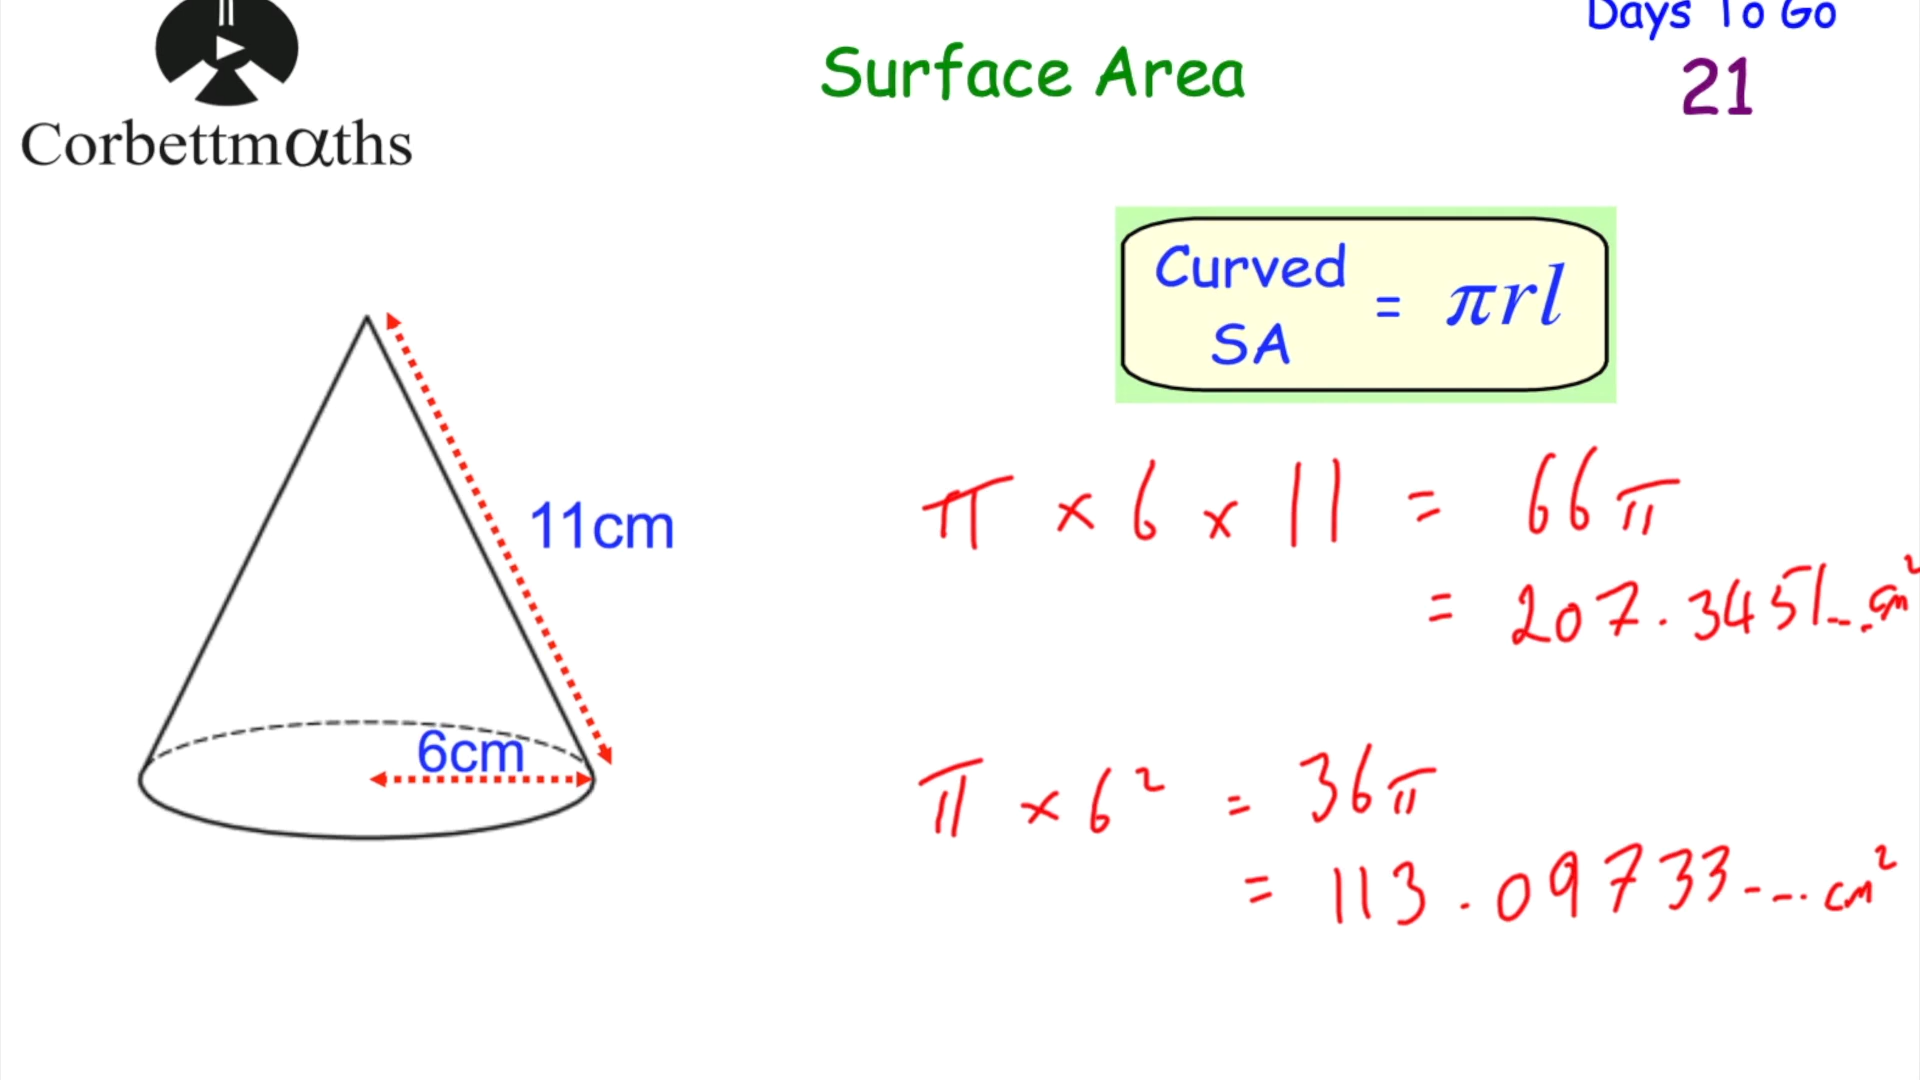 Days To Go
21
Surface Area
Corbettmαths
Curved
SA
= πrl
11cm
6cm
π × 6 × 11 = 66π
= 207.3451.... cm²
π × 6² = 36π
= 113.09733.... cm²